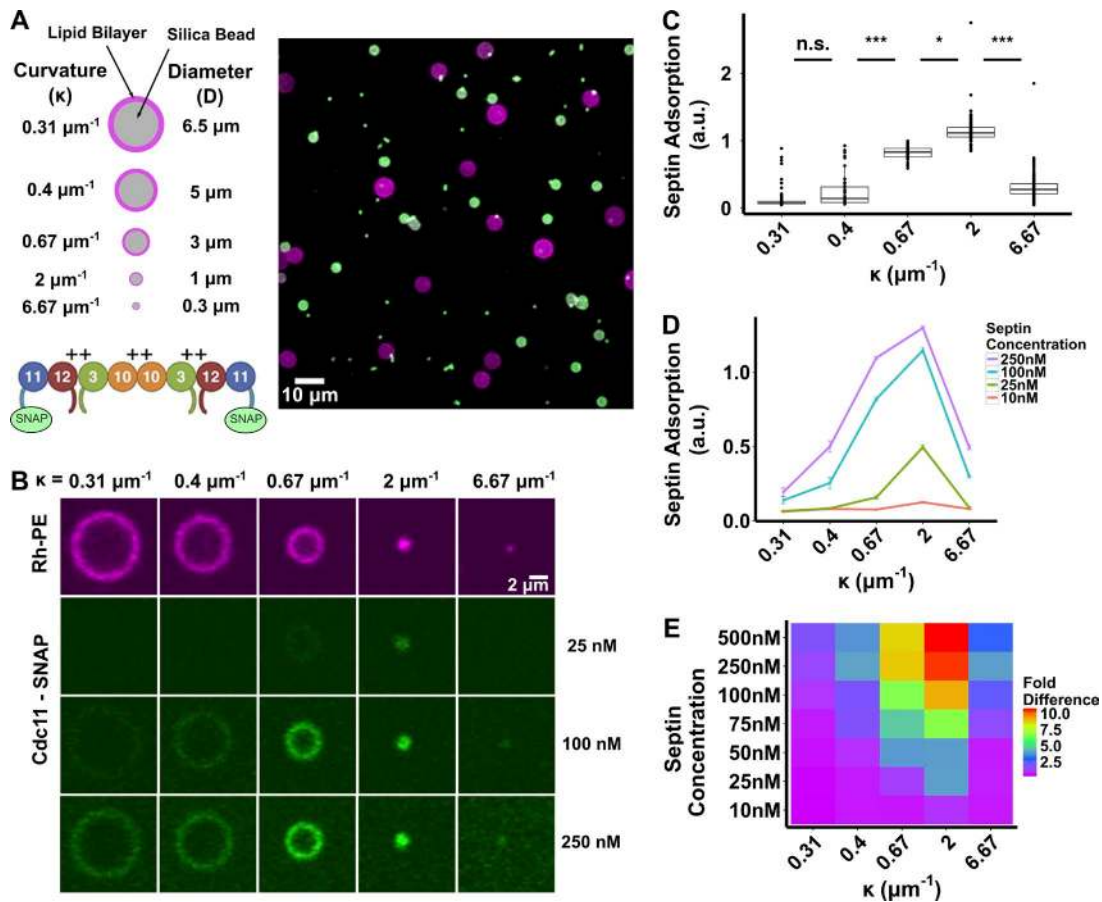 A
Lipid Bilayer
Silica Bead
Curvature
(κ)
Diameter
(D)
0.31 µm⁻¹
6.5 µm
0.4 µm⁻¹
5 µm
0.67 µm⁻¹
3 µm
2 µm⁻¹
1 µm
6.67 µm⁻¹
0.3 µm
++ ++ ++
11 12 3 10 10 3 12 11
SNAP SNAP
10 µm
B
κ = 0.31 µm⁻¹ 0.4 µm⁻¹ 0.67 µm⁻¹ 2 µm⁻¹ 6.67 µm⁻¹
Rh-PE
2 µm
Cdc11 - SNAP
25 nM
100 nM
250 nM
C
Septin Adsorption
(a.u.)
n.s. *** * ***
2
1
0
0.31 0.4 0.67 2 6.67
κ (µm⁻¹)
D
Septin Adsorption
(a.u.)
1.0
0.5
0.0
0.31 0.4 0.67 2 6.67
κ (µm⁻¹)
Septin
Concentration
250nM
100nM
25nM
10nM
E
Septin
Concentration
500nM
250nM
100nM
75nM
50nM
25nM
10nM
0.31 0.4 0.67 2 6.67
κ (µm⁻¹)
Fold
Difference
10.0
7.5
5.0
2.5